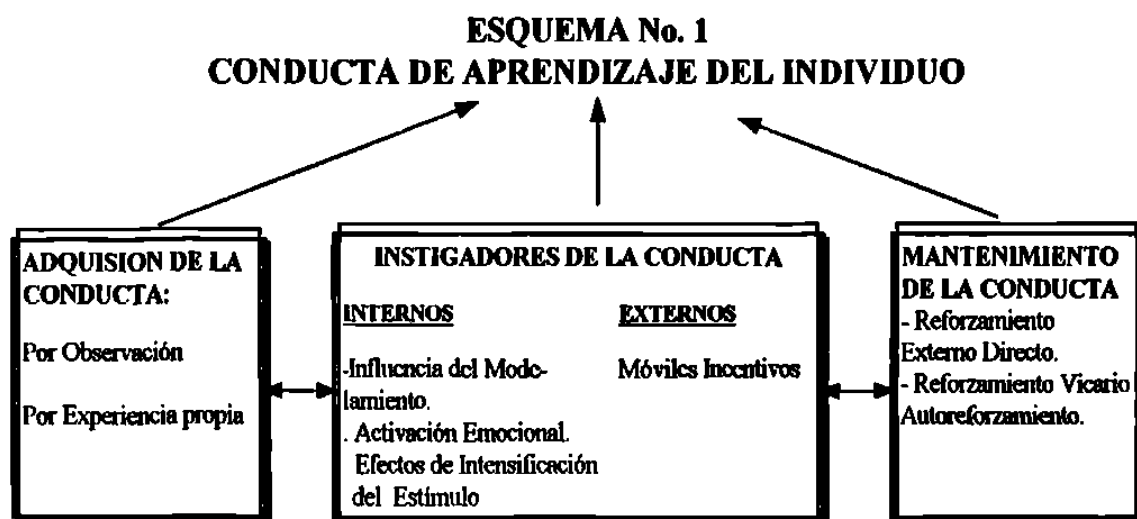 ESQUEMA No. 1
CONDUCTA DE APRENDIZAJE DEL INDIVIDUO
ADQUISION DE LA
CONDUCTA:
Por Observación
Por Experiencia propia
INSTIGADORES DE LA CONDUCTA
INTERNOS
-Influencia del Mode-
lamiento.
. Activación Emocional.
Efectos de Intensificación
del Estímulo
EXTERNOS
Móviles Incentivos
MANTENIMIENTO
DE LA CONDUCTA
- Reforzamiento
Externo Directo.
- Reforzamiento Vicario
Autoreforzamiento.